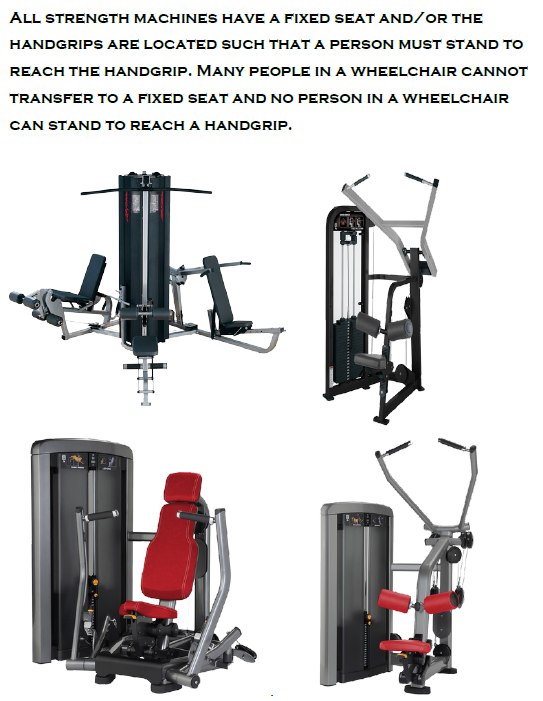 ALL STRENGTH MACHINES HAVE A FIXED SEAT AND/OR THE
HANDGRIPS ARE LOCATED SUCH THAT A PERSON MUST STAND TO
REACH THE HANDGRIP. MANY PEOPLE IN A WHEELCHAIR CANNOT
TRANSFER TO A FIXED SEAT AND NO PERSON IN A WHEELCHAIR
CAN STAND TO REACH A HANDGRIP.